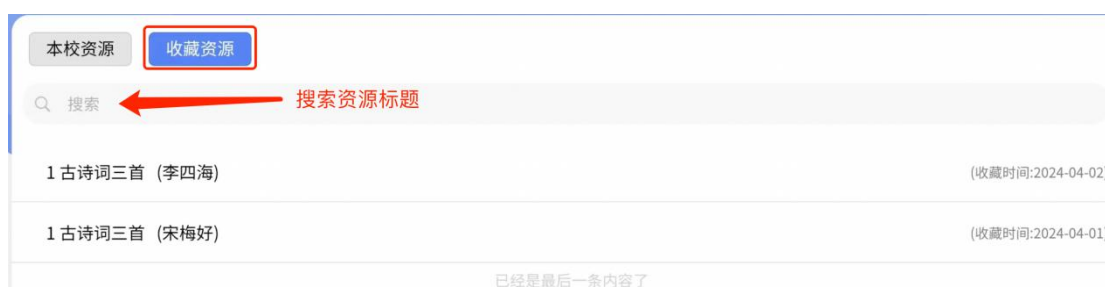 本校资源 收藏资源
搜索 搜索资源标题
1 古诗词三首 (李四海) (收藏时间:2024-04-02)
1 古诗词三首 (宋梅好) (收藏时间:2024-04-01)
已经是最后一条内容了